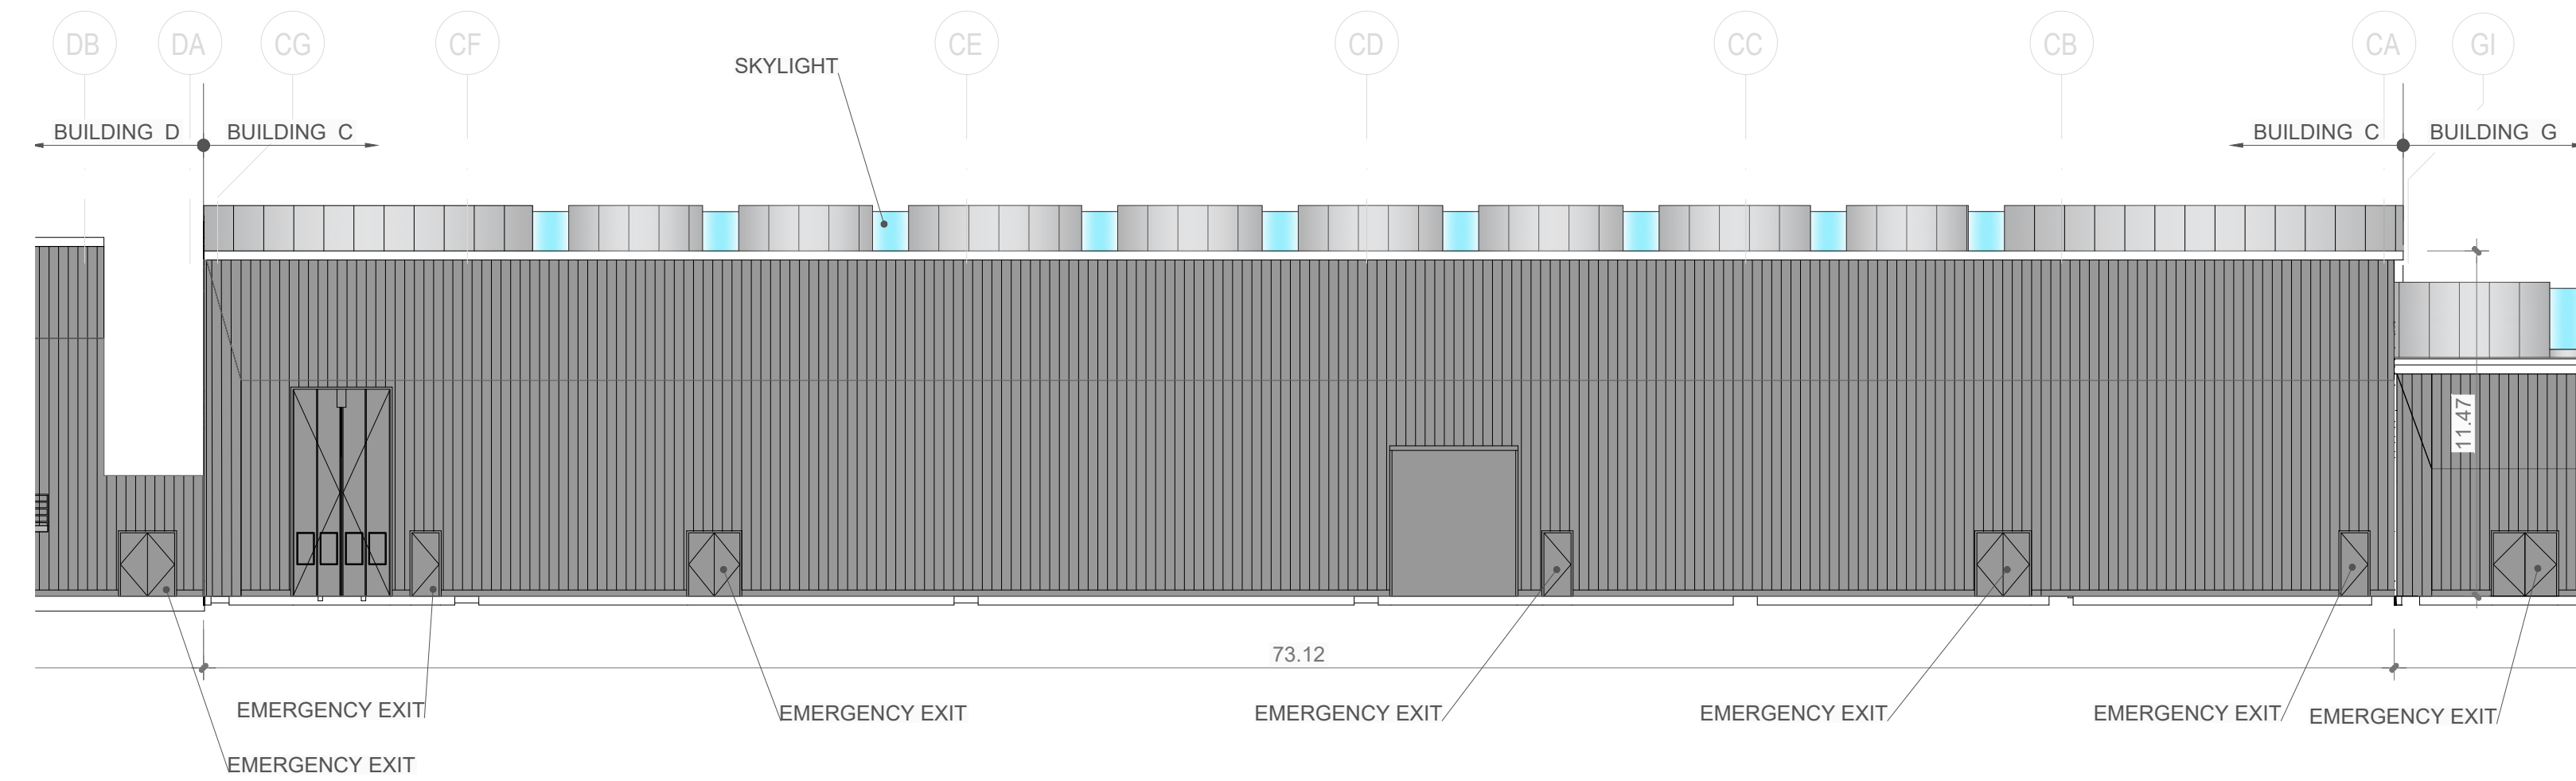 DB DA CG CF CE CD CC CB CA GI
SKYLIGHT
BUILDING D BUILDING C BUILDING C BUILDING G
11.47
73.12
EMERGENCY EXIT EMERGENCY EXIT EMERGENCY EXIT EMERGENCY EXIT EMERGENCY EXIT EMERGENCY EXIT
EMERGENCY EXIT